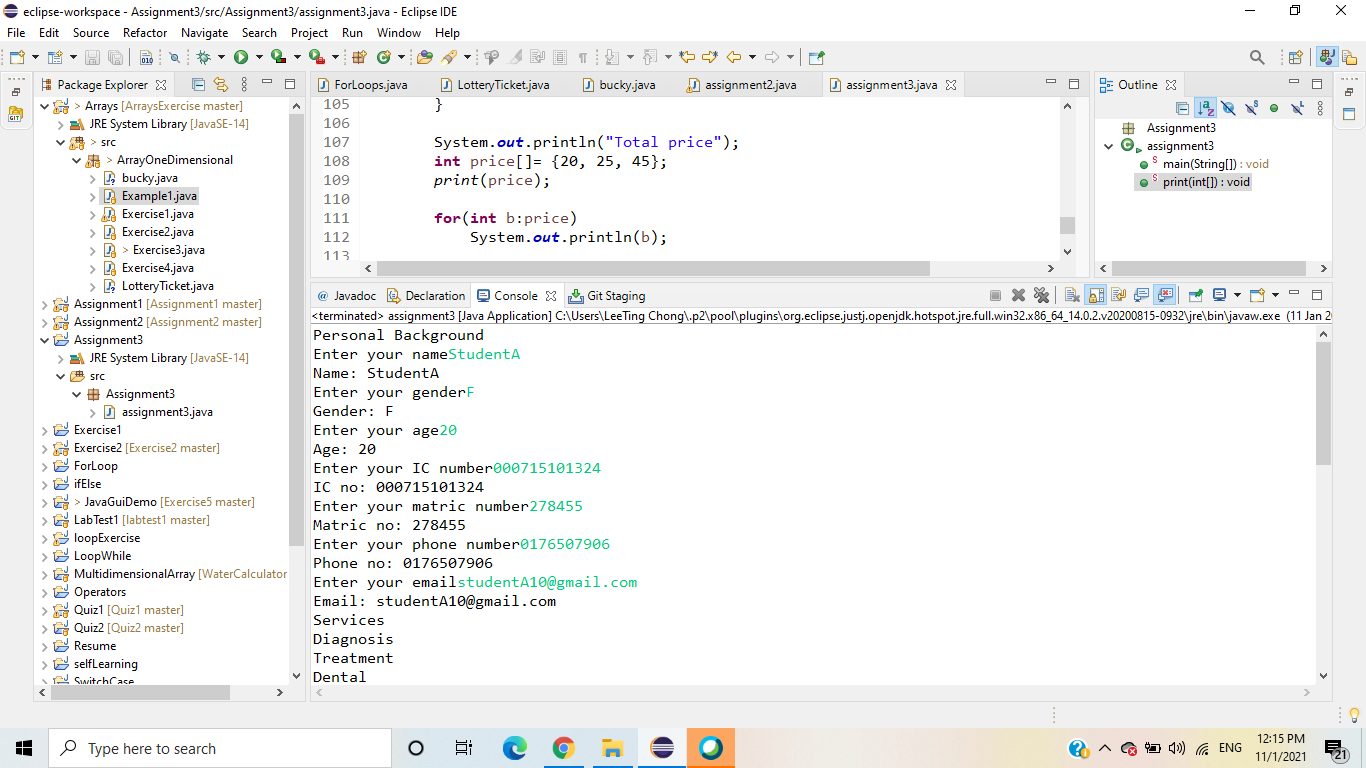 eclipse-workspace - Assignment3/src/Assignment3/assignment3.java - Eclipse IDE
File Edit Source Refactor Navigate Search Project Run Window Help
Package Explorer
> Arrays [ArraysExercise master]
JRE System Library [JavaSE-14]
> src
> ArrayOneDimensional
bucky.java
Example1.java
Exercise1.java
Exercise2.java
> Exercise3.java
Exercise4.java
LotteryTicket.java
Assignment1 [Assignment1 master]
Assignment2 [Assignment2 master]
Assignment3
JRE System Library [JavaSE-14]
src
Assignment3
assignment3.java
Exercise1
Exercise2 [Exercise2 master]
ForLoop
ifElse
> JavaGuiDemo [Exercise5 master]
LabTest1 [labtest1 master]
loopExercise
LoopWhile
MultidimensionalArray [WaterCalculator
Operators
Quiz1 [Quiz1 master]
Quiz2 [Quiz2 master]
Resume
selfLearning
SwitchCase
ForLoops.java LotteryTicket.java bucky.java assignment2.java assignment3.java
105 }
106
107 System.out.println("Total price");
108 int price[]= {20, 25, 45};
109 print(price);
110
111 for(int b:price)
112 System.out.println(b);
113
Outline
Assignment3
assignment3
main(String[]) : void
print(int[]) : void
@ Javadoc Declaration Console Git Staging
<terminated> assignment3 [Java Application] C:\Users\LeeTing Chong\.p2\pool\plugins\org.eclipse.justj.openjdk.hotspot.jre.full.win32.x86_64_14.0.2.v20200815-0932\jre\bin\javaw.exe (11 Jan 20
Personal Background
Enter your nameStudentA
Name: StudentA
Enter your genderF
Gender: F
Enter your age20
Age: 20
Enter your IC number000715101324
IC no: 000715101324
Enter your matric number278455
Matric no: 278455
Enter your phone number0176507906
Phone no: 0176507906
Enter your emailstudentA10@gmail.com
Email: studentA10@gmail.com
Services
Diagnosis
Treatment
Dental
Type here to search
ENG
12:15 PM
11/1/2021
21